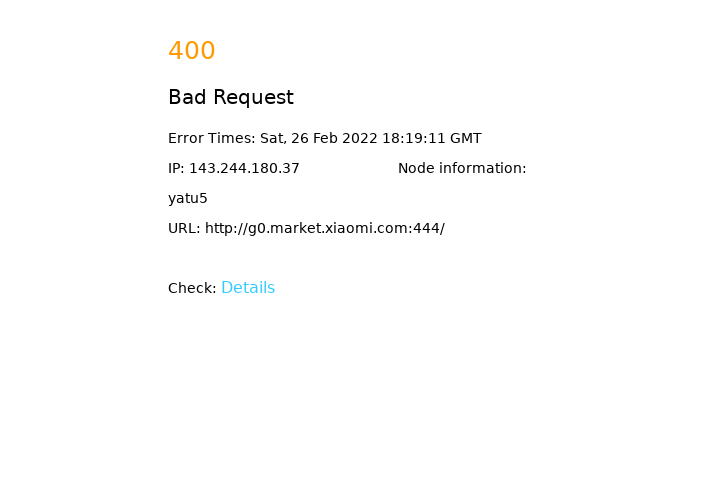 400
Bad Request
Error Times: Sat, 26 Feb 2022 18:19:11 GMT
IP: 143.244.180.37 Node information:
yatu5
URL: http://g0.market.xiaomi.com:444/
Check: Details